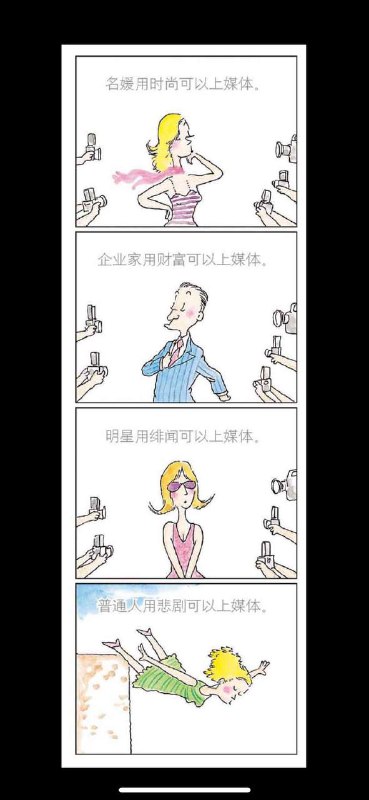 名媛用时尚可以上媒体。
企业家用财富可以上媒体。
明星用绯闻可以上媒体。
普通人用悲剧可以上媒体。